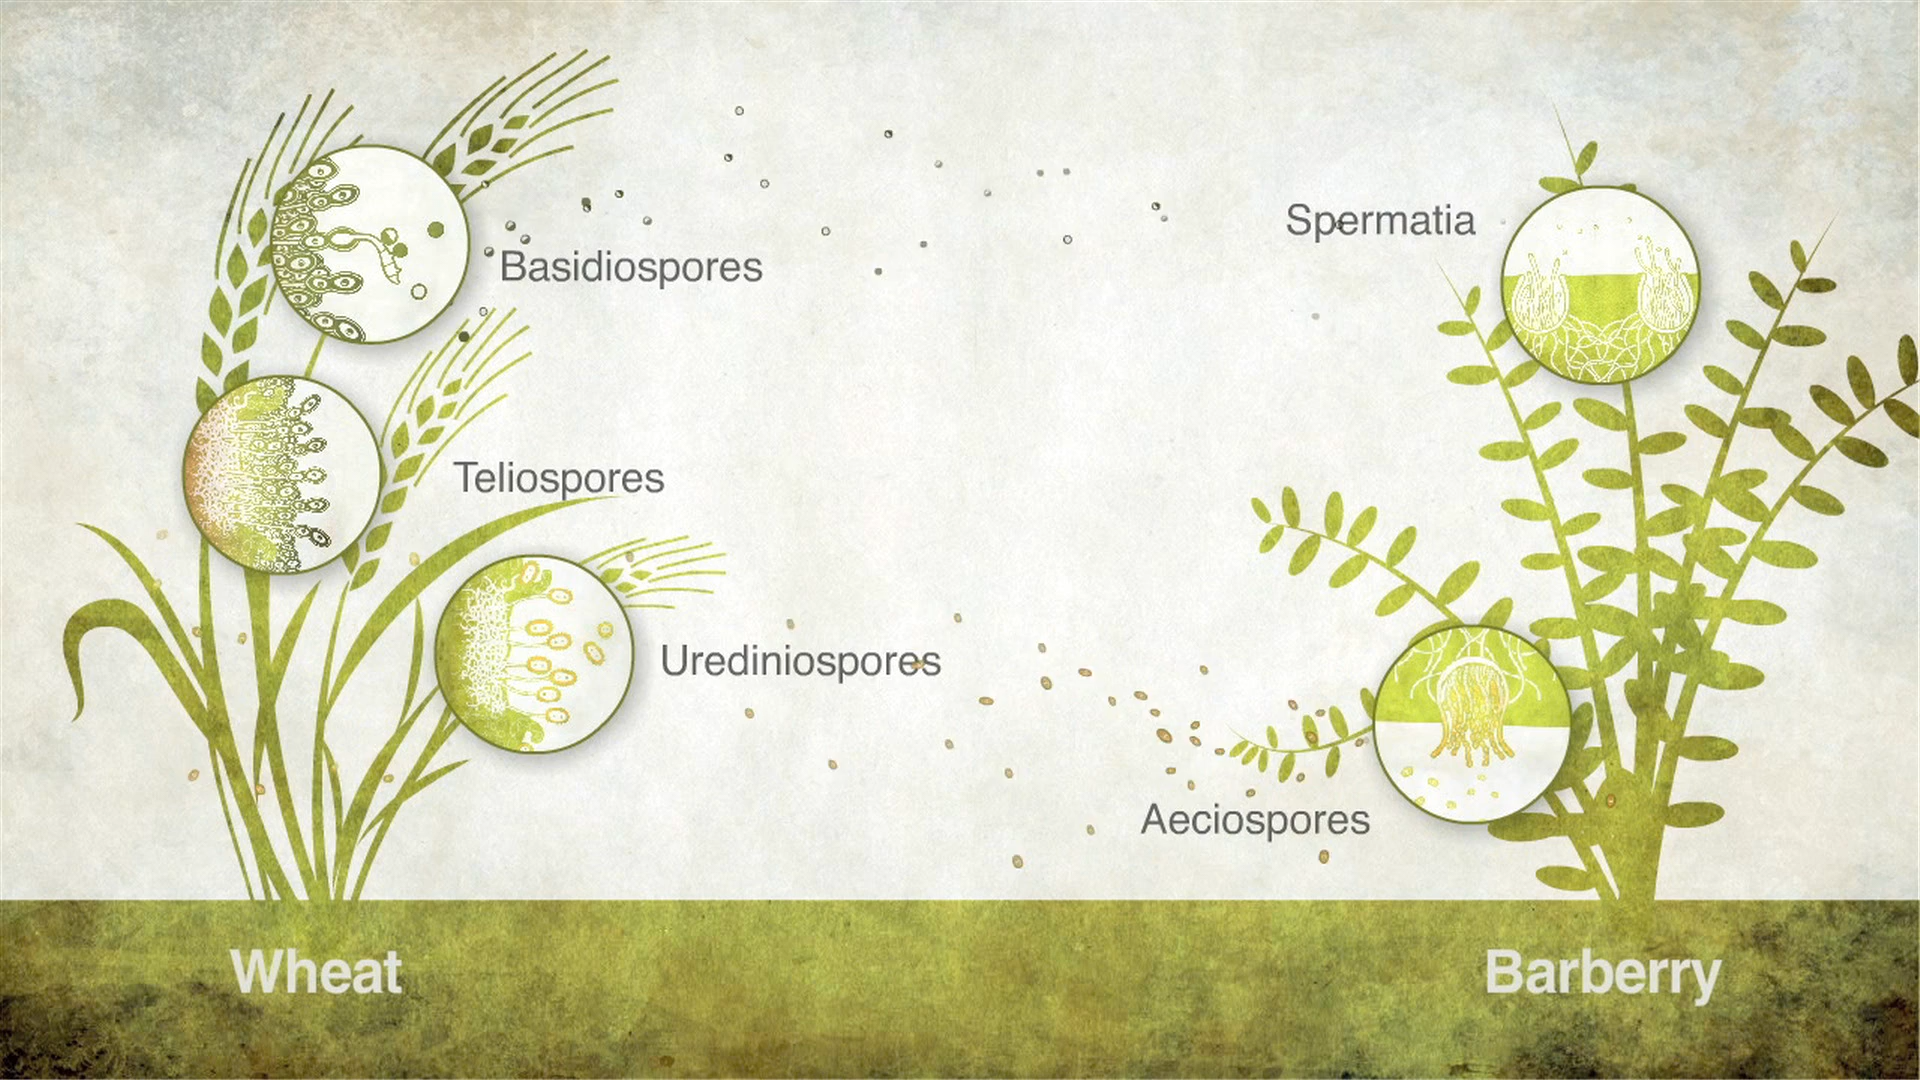 Spermatia
Basidiospores
Teliospores
Urediniospores
Aeciospores
Wheat
Barberry